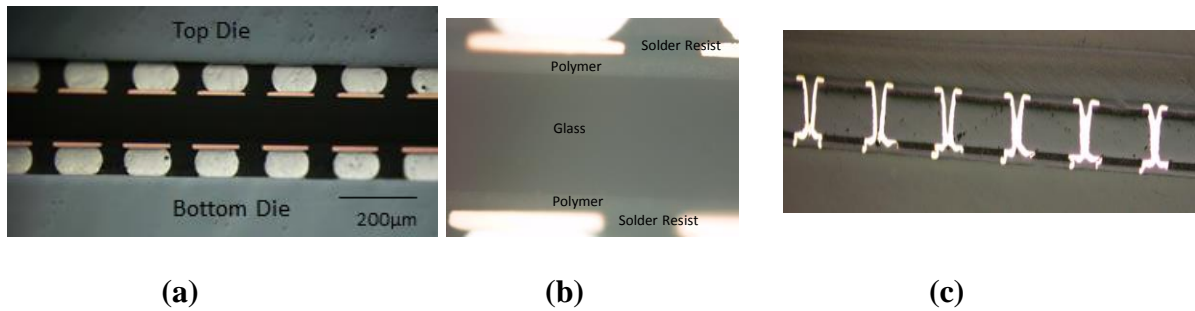 Top Die
Bottom Die
200µm
Solder Resist
Polymer
Glass
Polymer
Solder Resist
(a)
(b)
(c)